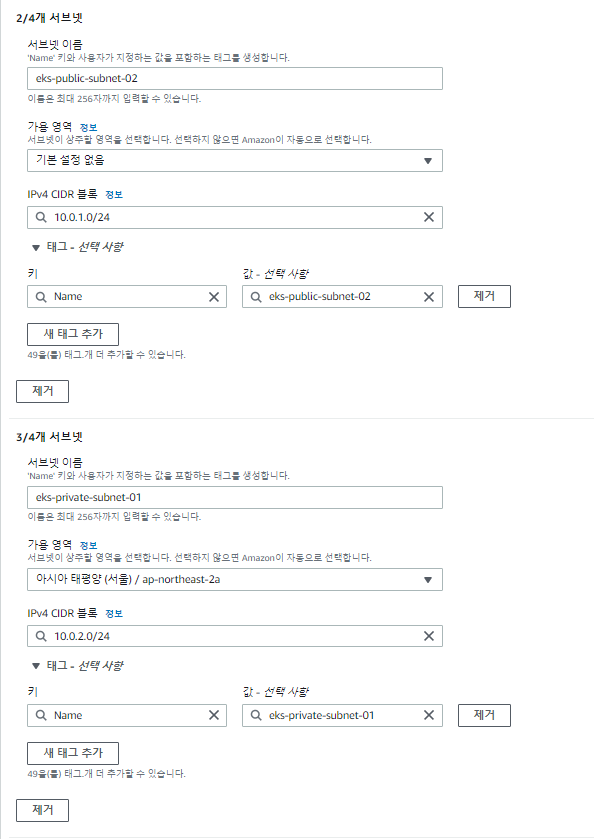 2/4개 서브넷
서브넷 이름
'Name' 키와 사용자가 지정하는 값을 포함하는 태그를 생성합니다.
eks-public-subnet-02
이름은 최대 256자까지 입력할 수 있습니다.
가용 영역 정보
서브넷이 상주할 영역을 선택합니다. 선택하지 않으면 Amazon이 자동으로 선택합니다.
기본 설정 없음
IPv4 CIDR 블록 정보
10.0.1.0/24
태그 - 선택 사항
키 값 - 선택 사항
Name eks-public-subnet-02 제거
새 태그 추가
49을(를) 태그.개 더 추가할 수 있습니다.
제거
3/4개 서브넷
서브넷 이름
'Name' 키와 사용자가 지정하는 값을 포함하는 태그를 생성합니다.
eks-private-subnet-01
이름은 최대 256자까지 입력할 수 있습니다.
가용 영역 정보
서브넷이 상주할 영역을 선택합니다. 선택하지 않으면 Amazon이 자동으로 선택합니다.
아시아 태평양 (서울) / ap-northeast-2a
IPv4 CIDR 블록 정보
10.0.2.0/24
태그 - 선택 사항
키 값 - 선택 사항
Name eks-private-subnet-01 제거
새 태그 추가
49을(를) 태그.개 더 추가할 수 있습니다.
제거